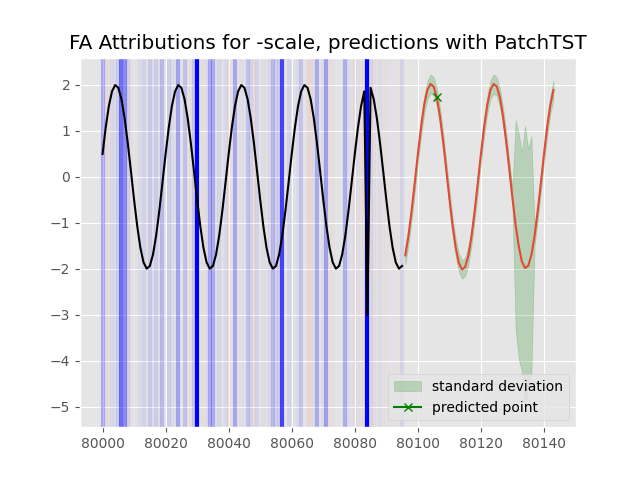 FA Attributions for -scale, predictions with PatchTST
2
1
0
−1
−2
−3
−4
−5
standard deviation
predicted point
80000 80020 80040 80060 80080 80100 80120 80140